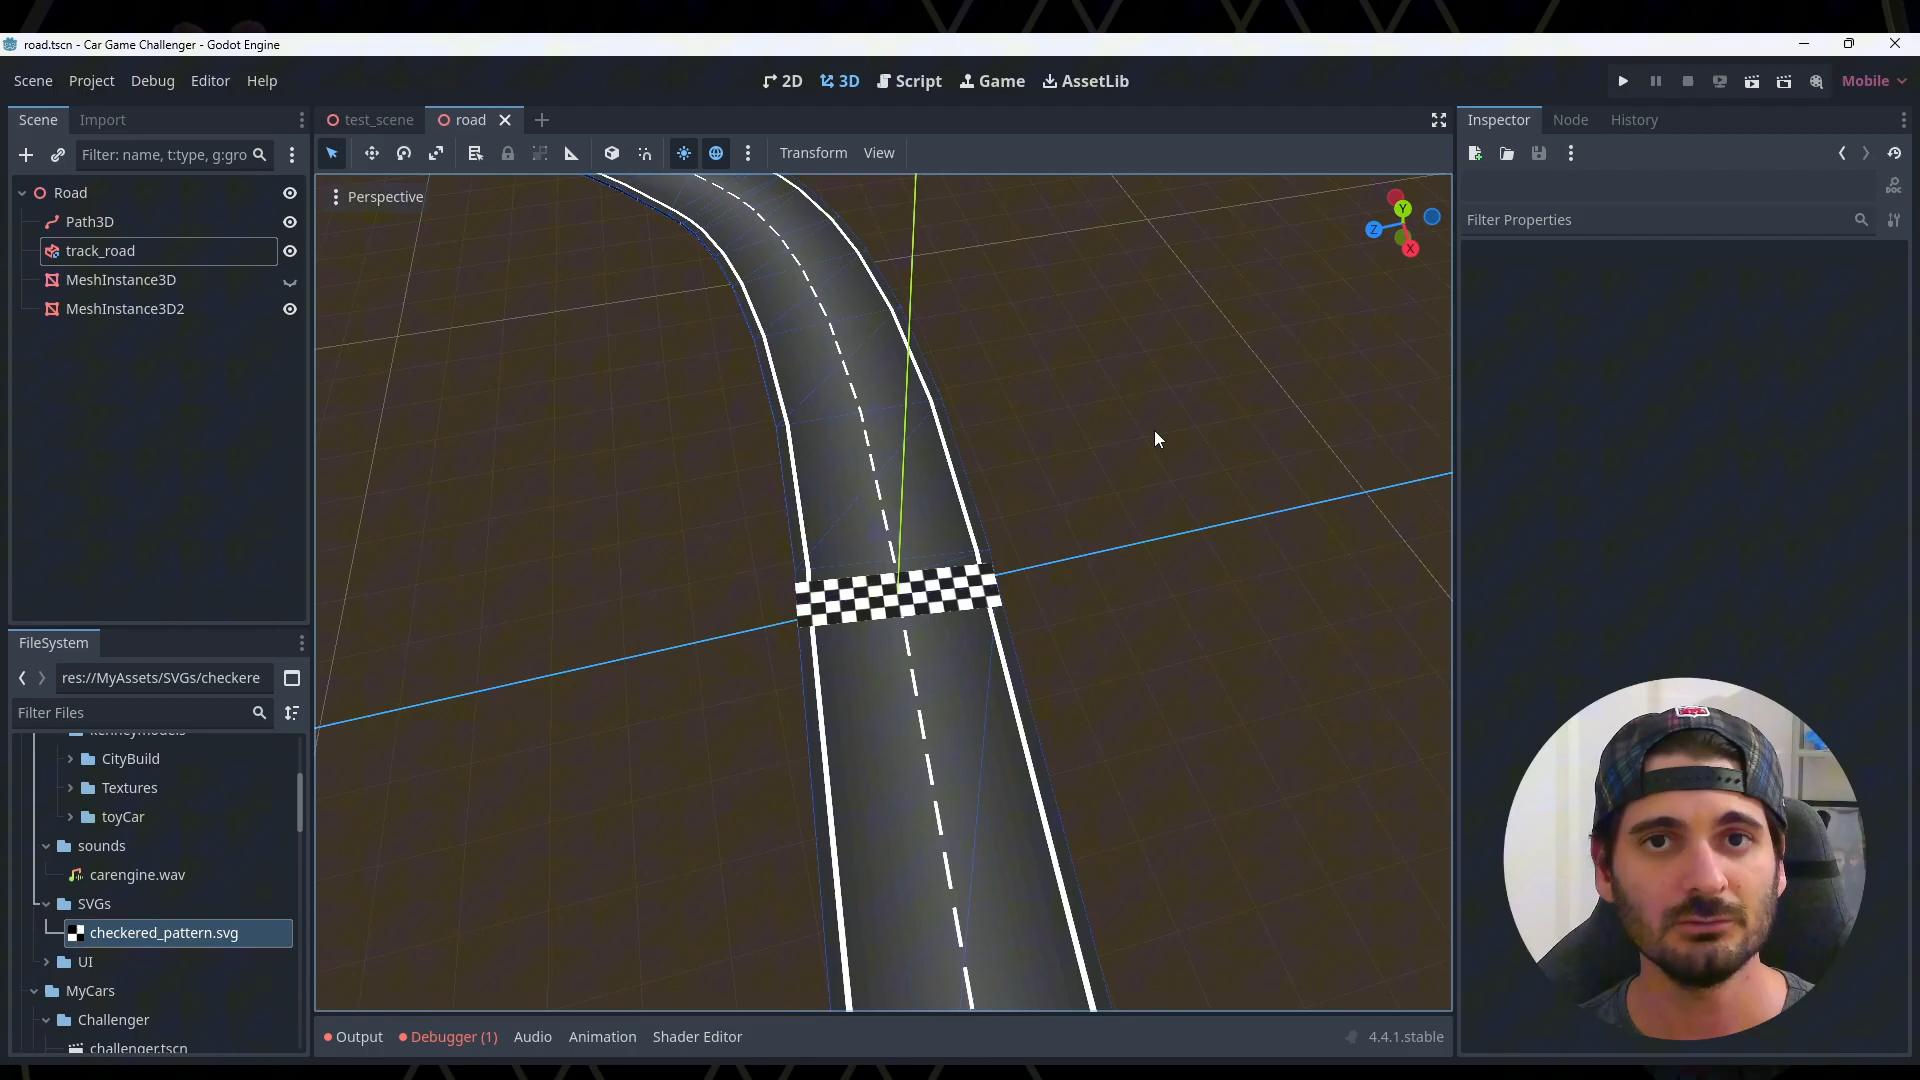 road.tscn - Car Game Challenger - Godot Engine
Scene Project Debug Editor Help
2D 3D Script Game AssetLib
Mobile
Scene Import
test_scene road
Inspector Node History
Filter: name, t:type, g:gro
Transform View
DOC
Road
Path3D
track_road
MeshInstance3D
MeshInstance3D2
Perspective
Y
Z
X
Filter Properties
FileSystem
res://MyAssets/SVGs/checkere
Filter Files
CityBuild
Textures
toyCar
sounds
carengine.wav
SVGs
checkered_pattern.svg
UI
MyCars
Challenger
challenger.tscn
Output Debugger (1) Audio Animation Shader Editor
4.4.1.stable